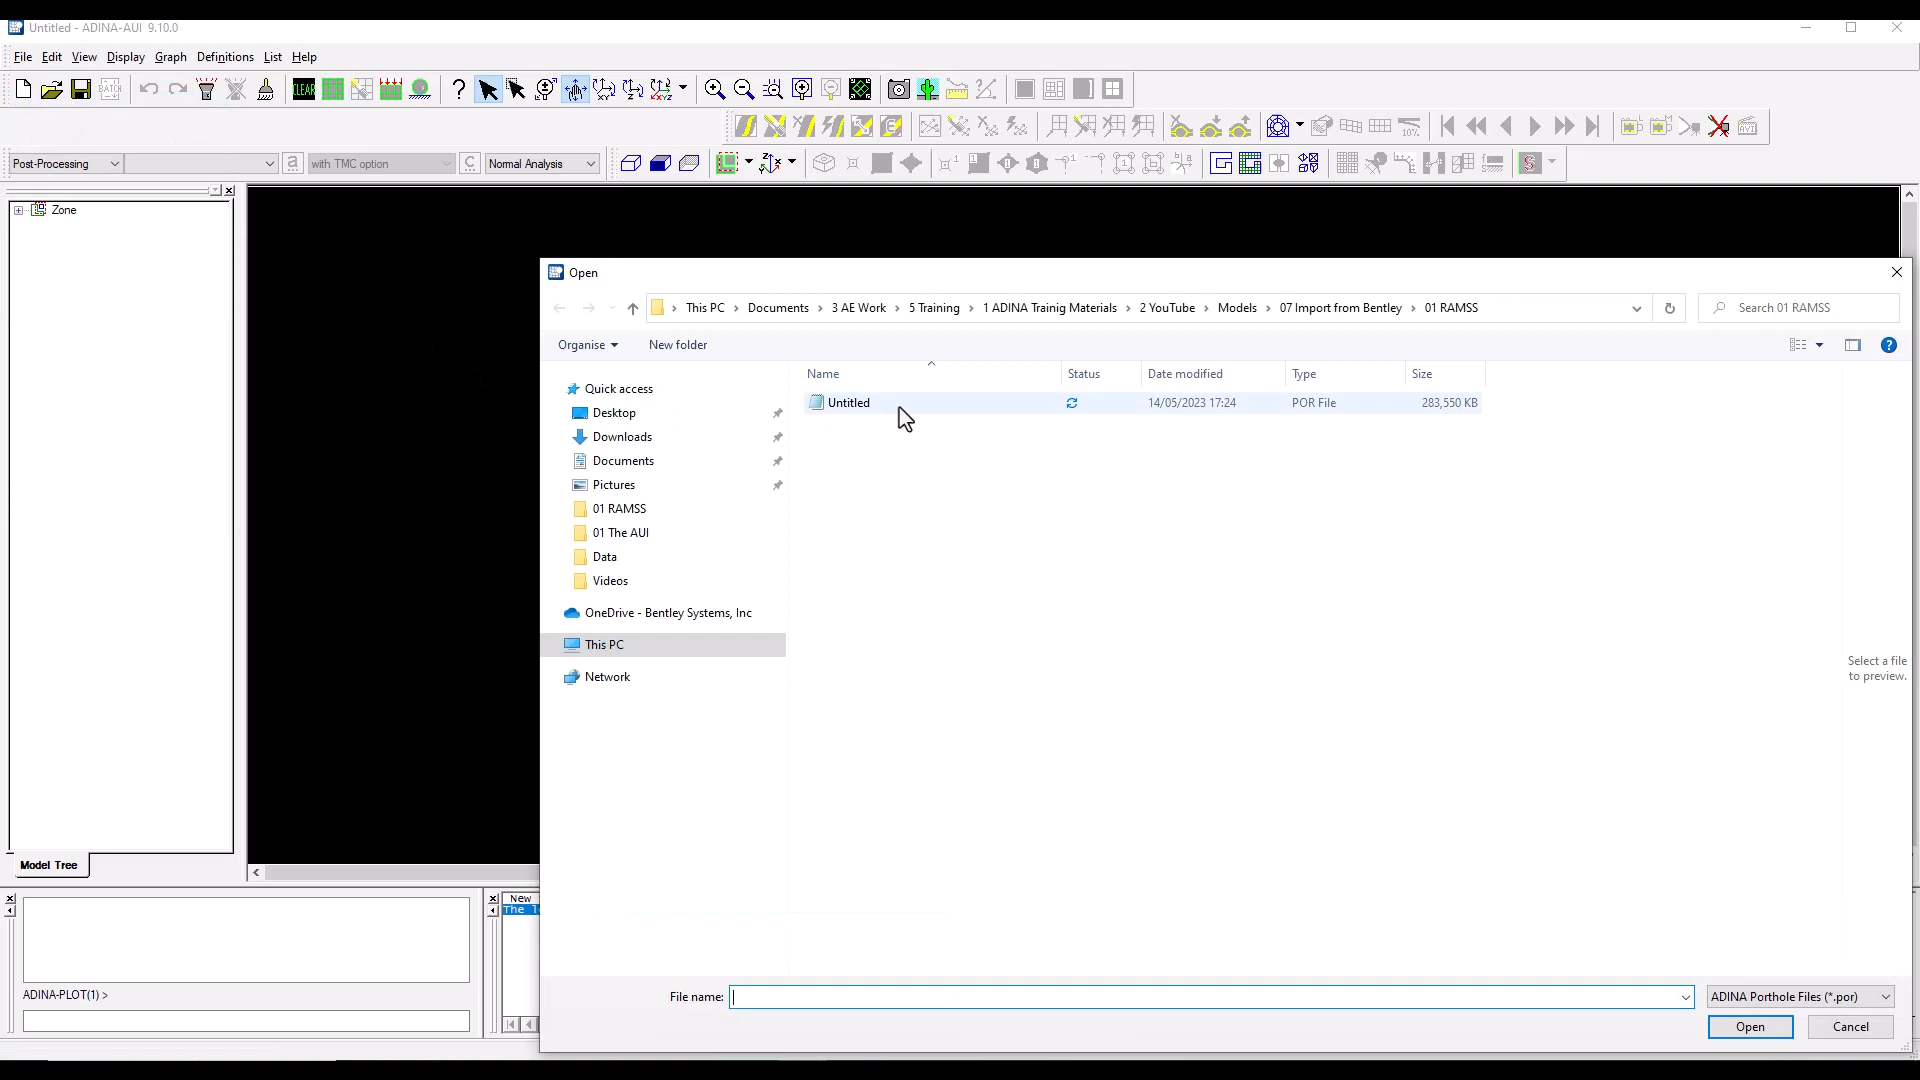 Untitled - ADINA-AUI 9.10.0
File Edit View Display Graph Definitions List Help
BATCH CLEAR
Post-Processing with TMC option Normal Analysis
Zone
Open
This PC > Documents > 3 AE Work > 5 Training > 1 ADINA Trainig Materials > 2 YouTube > Models > 07 Import from Bentley > 01 RAMSS
Search 01 RAMSS
Organise New folder
Name Status Date modified Type Size
Untitled 14/05/2023 17:24 POR File 283,550 KB
Quick access
Desktop
Downloads
Documents
Pictures
01 RAMSS
01 The AUI
Data
Videos
OneDrive - Bentley Systems, Inc
This PC
Network
Select a file
to preview.
Model Tree
New
The
ADINA-PLOT(1) >
File name:
ADINA Porthole Files (*.por)
Open Cancel